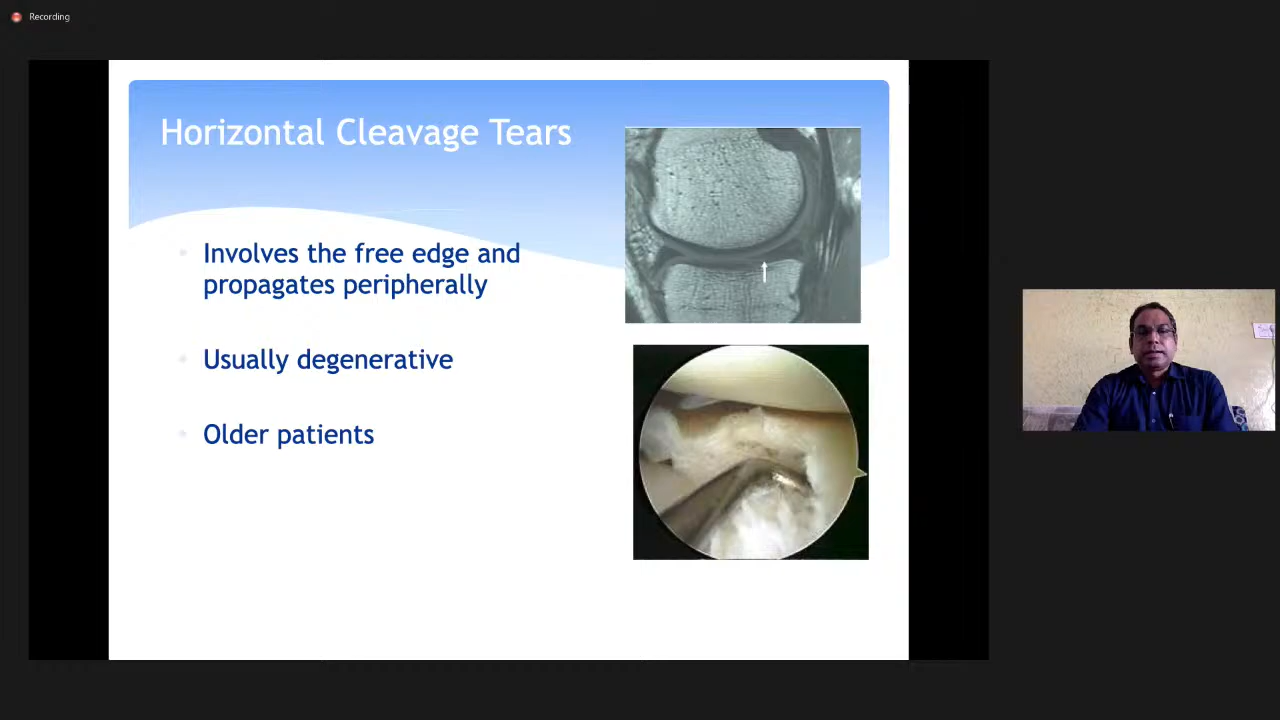 Recording
Horizontal Cleavage Tears
Involves the free edge and
propagates peripherally
Usually degenerative
Older patients